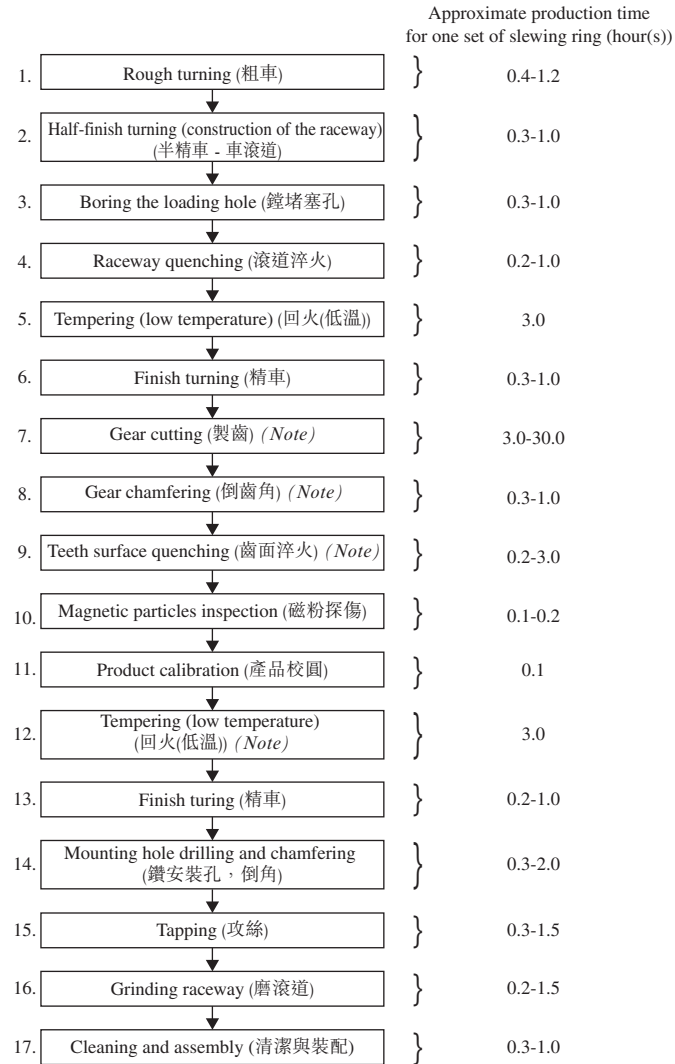 Approximate production time
for one set of slewing ring (hour(s))
1. Rough turning (粗車) } 0.4-1.2
2. Half-finish turning (construction of the raceway)
(半精車 - 車滾道) } 0.3-1.0
3. Boring the loading hole (鏜堵塞孔) } 0.3-1.0
4. Raceway quenching (滾道淬火) } 0.2-1.0
5. Tempering (low temperature) (回火(低溫)) } 3.0
6. Finish turning (精車) } 0.3-1.0
7. Gear cutting (製齒) (Note) } 3.0-30.0
8. Gear chamfering (倒齒角) (Note) } 0.3-1.0
9. Teeth surface quenching (齒面淬火) (Note) } 0.2-3.0
10. Magnetic particles inspection (磁粉探傷) } 0.1-0.2
11. Product calibration (產品校圓) } 0.1
12. Tempering (low temperature)
(回火(低溫)) (Note) } 3.0
13. Finish turing (精車) } 0.2-1.0
14. Mounting hole drilling and chamfering
(鑽安裝孔，倒角) } 0.3-2.0
15. Tapping (攻絲) } 0.3-1.5
16. Grinding raceway (磨滾道) } 0.2-1.5
17. Cleaning and assembly (清潔與裝配) } 0.3-1.0